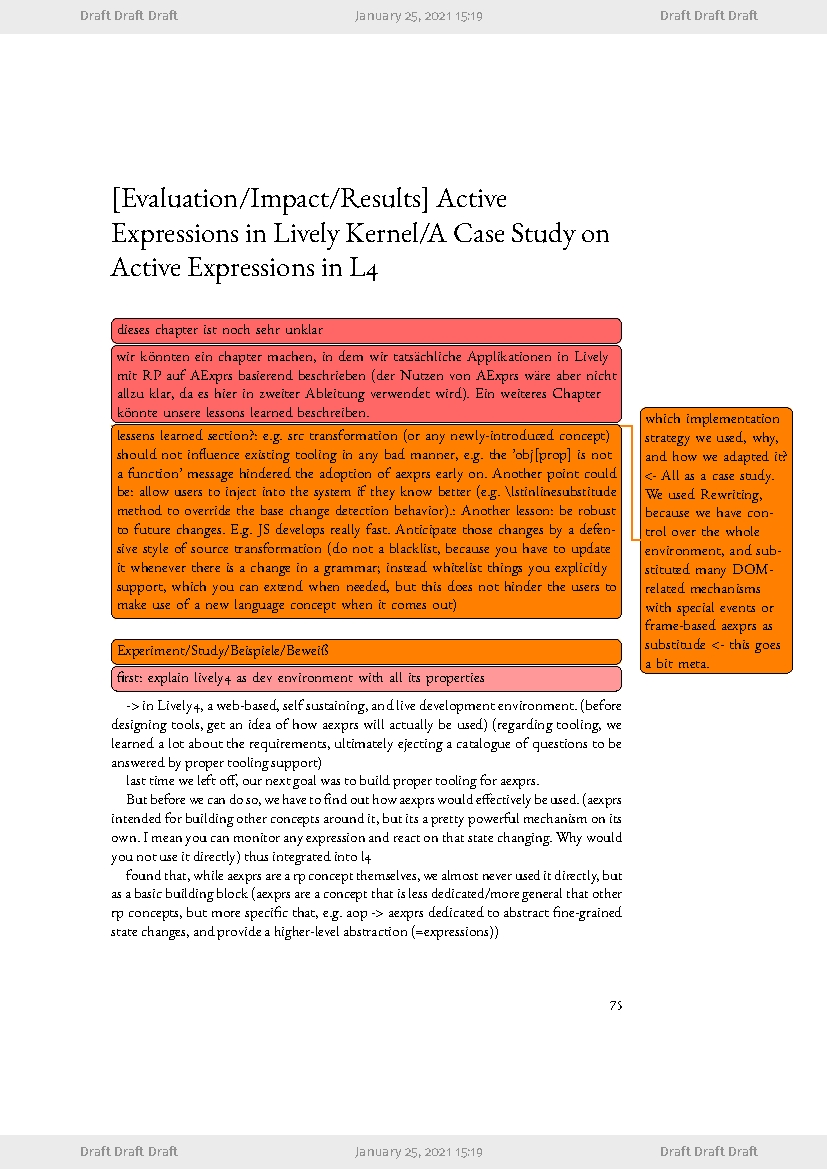 Draft Draft Draft January 25, 2021 15:19 Draft Draft Draft
[Evaluation/Impact/Results] Active
Expressions in Lively Kernel/A Case Study on
Active Expressions in L4
dieses chapter ist noch sehr unklar
wir könnten ein chapter machen, in dem wir tatsächliche Applikationen in Lively
mit RP auf AExprs basierend beschrieben (der Nutzen von AExprs wäre aber nicht
allzu klar, da es hier in zweiter Ableitung verwendet wird). Ein weiteres Chapter
könnte unsere lessons learned beschreiben.
lessens learned section?: e.g. src transformation (or any newly-introduced concept)
should not influence existing tooling in any bad manner, e.g. the 'obj[prop] is not
a function' message hindered the adoption of aexprs early on. Another point could
be: allow users to inject into the system if they know better (e.g. \lstinlinesubstitude
method to override the base change detection behavior).: Another lesson: be robust
to future changes. E.g. JS develops really fast. Anticipate those changes by a defen-
sive style of source transformation (do not a blacklist, because you have to update
it whenever there is a change in a grammar; instead whitelist things you explicitly
support, which you can extend when needed, but this does not hinder the users to
make use of a new language concept when it comes out)
which implementation
strategy we used, why,
and how we adapted it?
<- All as a case study.
We used Rewriting,
because we have con-
trol over the whole
environment, and sub-
stituted many DOM-
related mechanisms
with special events or
frame-based aexprs as
substitude <- this goes
a bit meta.
Experiment/Study/Beispiele/Beweiß
first: explain lively4 as dev environment with all its properties
-> in Lively4, a web-based, self sustaining, and live development environment. (before
designing tools, get an idea of how aexprs will actually be used) (regarding tooling, we
learned a lot about the requirements, ultimately ejecting a catalogue of questions to be
answered by proper tooling support)
last time we left off, our next goal was to build proper tooling for aexprs.
But before we can do so, we have to find out how aexprs would effectively be used. (aexprs
intended for building other concepts around it, but its a pretty powerful mechanism on its
own. I mean you can monitor any expression and react on that state changing. Why would
you not use it directly) thus integrated into l4
found that, while aexprs are a rp concept themselves, we almost never used it directly, but
as a basic building block (aexprs are a concept that is less dedicated/more general that other
rp concepts, but more specific that, e.g. aop -> aexprs dedicated to abstract fine-grained
state changes, and provide a higher-level abstraction (=expressions))
75
Draft Draft Draft January 25, 2021 15:19 Draft Draft Draft